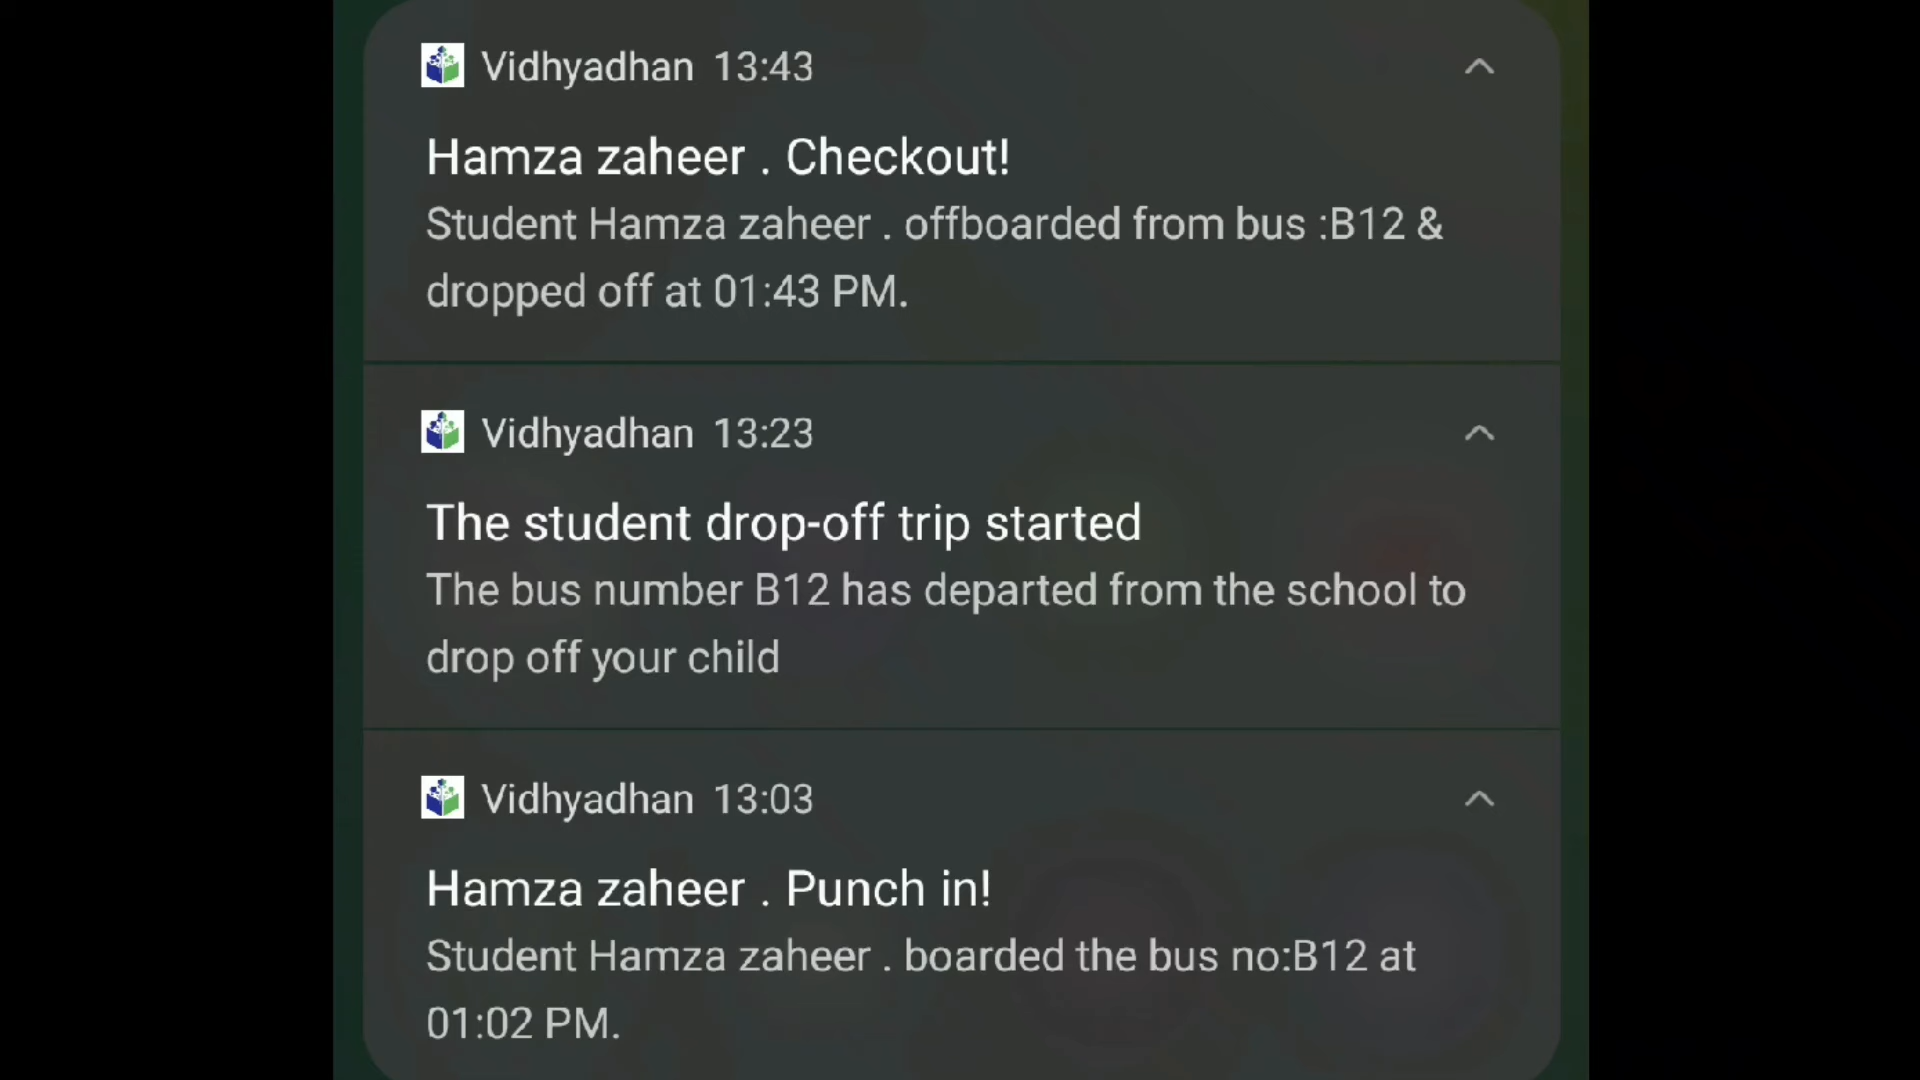 Vidhyadhan 13:43
Hamza zaheer . Checkout!
Student Hamza zaheer . offboarded from bus :B12 &
dropped off at 01:43 PM.
Vidhyadhan 13:23
The student drop-off trip started
The bus number B12 has departed from the school to
drop off your child
Vidhyadhan 13:03
Hamza zaheer . Punch in!
Student Hamza zaheer . boarded the bus no:B12 at
01:02 PM.